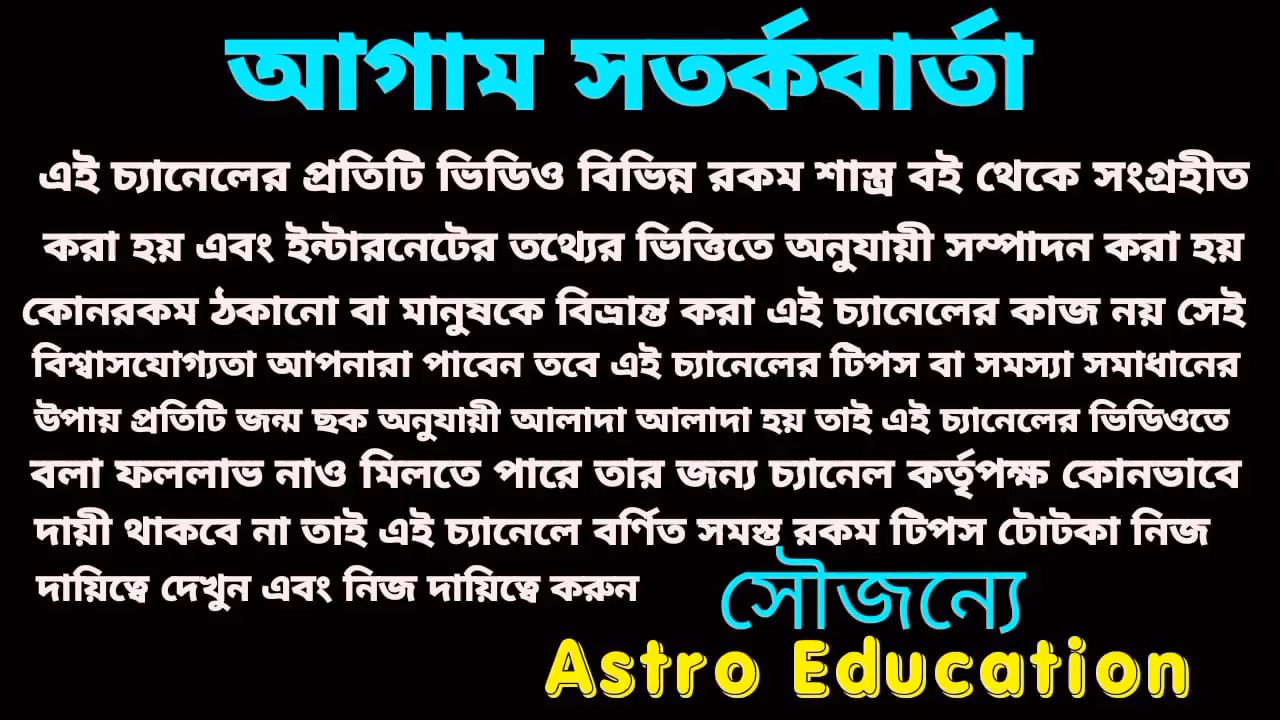 আগাম সতর্কবার্তা
এই চ্যানেলের প্রতিটি ভিডিও বিভিন্ন রকম শাস্ত্র বই থেকে সংগ্রহীত
করা হয় এবং ইন্টারনেটের তথ্যের ভিত্তিতে অনুযায়ী সম্পাদন করা হয়
কোনরকম ঠকানো বা মানুষকে বিভ্রান্ত করা এই চ্যানেলের কাজ নয় সেই
বিশ্বাসযোগ্যতা আপনারা পাবেন তবে এই চ্যানেলের টিপস বা সমস্যা সমাধানের
উপায় প্রতিটি জন্ম ছক অনুযায়ী আলাদা আলাদা হয় তাই এই চ্যানেলের ভিডিওতে
বলা ফললাভ নাও মিলতে পারে তার জন্য চ্যানেল কর্তৃপক্ষ কোনভাবে
দায়ী থাকবে না তাই এই চ্যানেলে বর্ণিত সমস্ত রকম টিপস টোটকা নিজ
দায়িত্বে দেখুন এবং নিজ দায়িত্বে করুন
সৌজন্যে
Astro Education